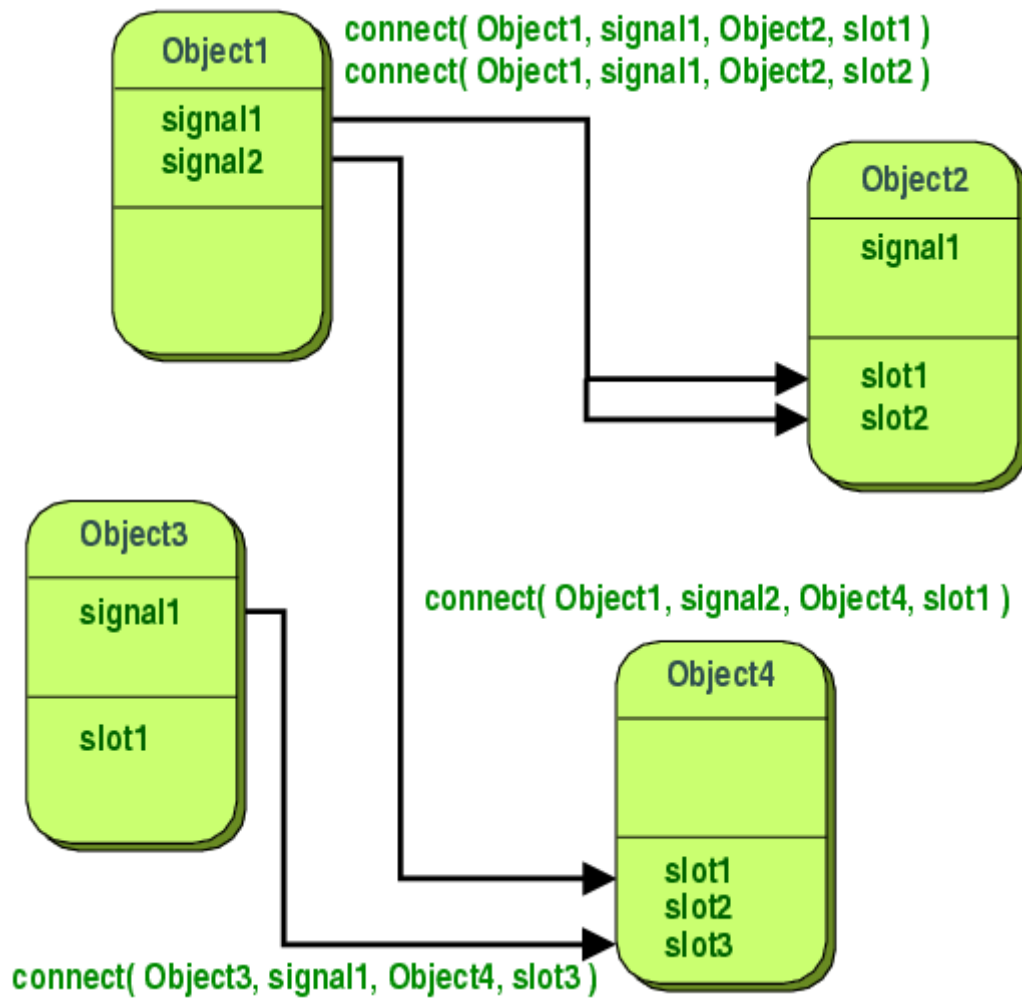 Object1
signal1
signal2
connect( Object1, signal1, Object2, slot1 )
connect( Object1, signal1, Object2, slot2 )
Object2
signal1
slot1
slot2
Object3
signal1
slot1
connect( Object1, signal2, Object4, slot1 )
Object4
slot1
slot2
slot3
connect( Object3, signal1, Object4, slot3 )